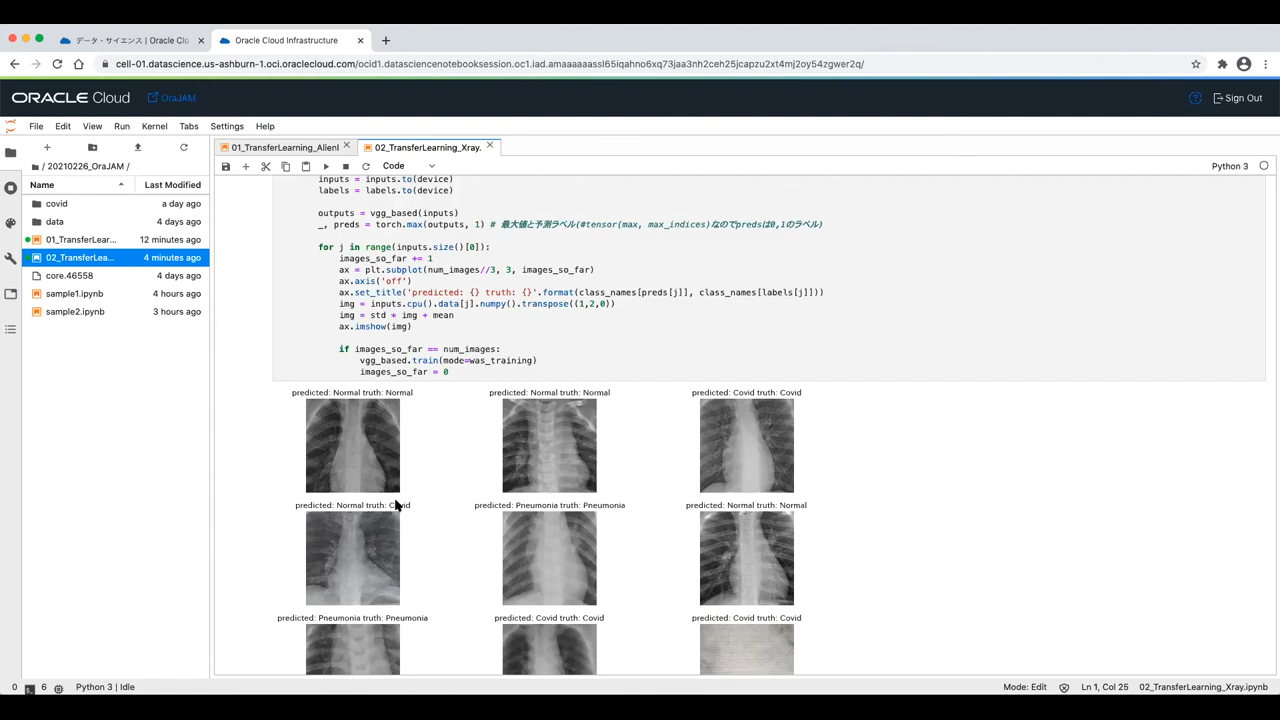 データ・サイエンス | Oracle Clo
Oracle Cloud Infrastructure
cell-01.datascience.us-ashburn-1.oci.oraclecloud.com/ocid1.datasciencenotebooksession.oc1.iad.amaaaaaassl65iqahno6xq73jaa3nh2ceh25jcapzu2xt4mj2oy54zgwer2q/
ORACLE Cloud
OraJAM
Sign Out
File Edit View Run Kernel Tabs Settings Help
01_TransferLearning_AlienI
02_TransferLearning_Xray.
/ 20210226_OraJAM /
Code
Python 3
Name Last Modified
covid a day ago
data 4 days ago
01_TransferLear... 12 minutes ago
02_TransferLea... 4 minutes ago
core.46558 4 days ago
sample1.ipynb 4 hours ago
sample2.ipynb 3 hours ago
inputs = inputs.to(device)
labels = labels.to(device)
outputs = vgg_based(inputs)
_, preds = torch.max(outputs, 1) # 最大値と予測ラベル(#tensor(max, max_indices)なのでpredsは0,1のラベル)
for j in range(inputs.size()[0]):
images_so_far += 1
ax = plt.subplot(num_images//3, 3, images_so_far)
ax.axis('off')
ax.set_title('predicted: {} truth: {}'.format(class_names[preds[j]], class_names[labels[j]]))
img = inputs.cpu().data[j].numpy().transpose((1,2,0))
img = std * img + mean
ax.imshow(img)
if images_so_far == num_images:
vgg_based.train(mode=was_training)
images_so_far = 0
predicted: Normal truth: Normal
predicted: Normal truth: Normal
predicted: Covid truth: Covid
predicted: Normal truth: Covid
predicted: Pneumonia truth: Pneumonia
predicted: Normal truth: Normal
predicted: Pneumonia truth: Pneumonia
predicted: Covid truth: Covid
predicted: Covid truth: Covid
0 6 Python 3 | Idle
Mode: Edit
Ln 1, Col 25
02_TransferLearning_Xray.ipynb